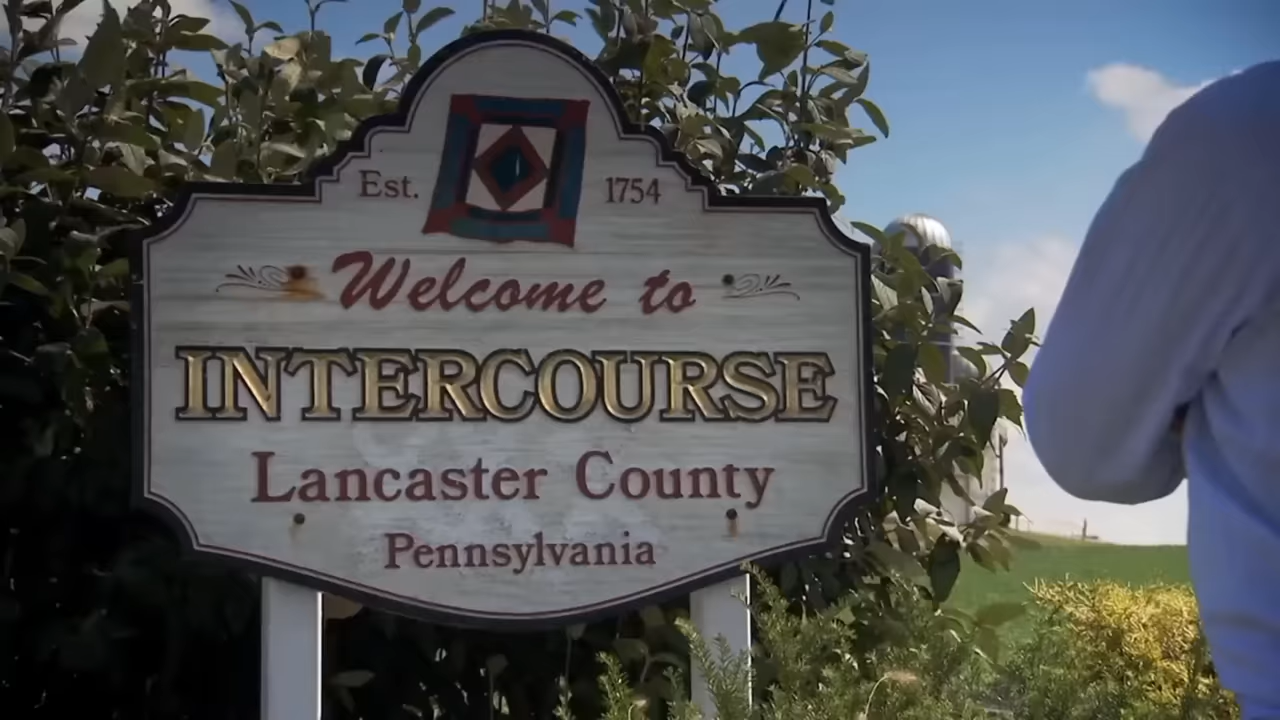 Est. 1754
Welcome to
INTERCOURSE
Lancaster County
Pennsylvania